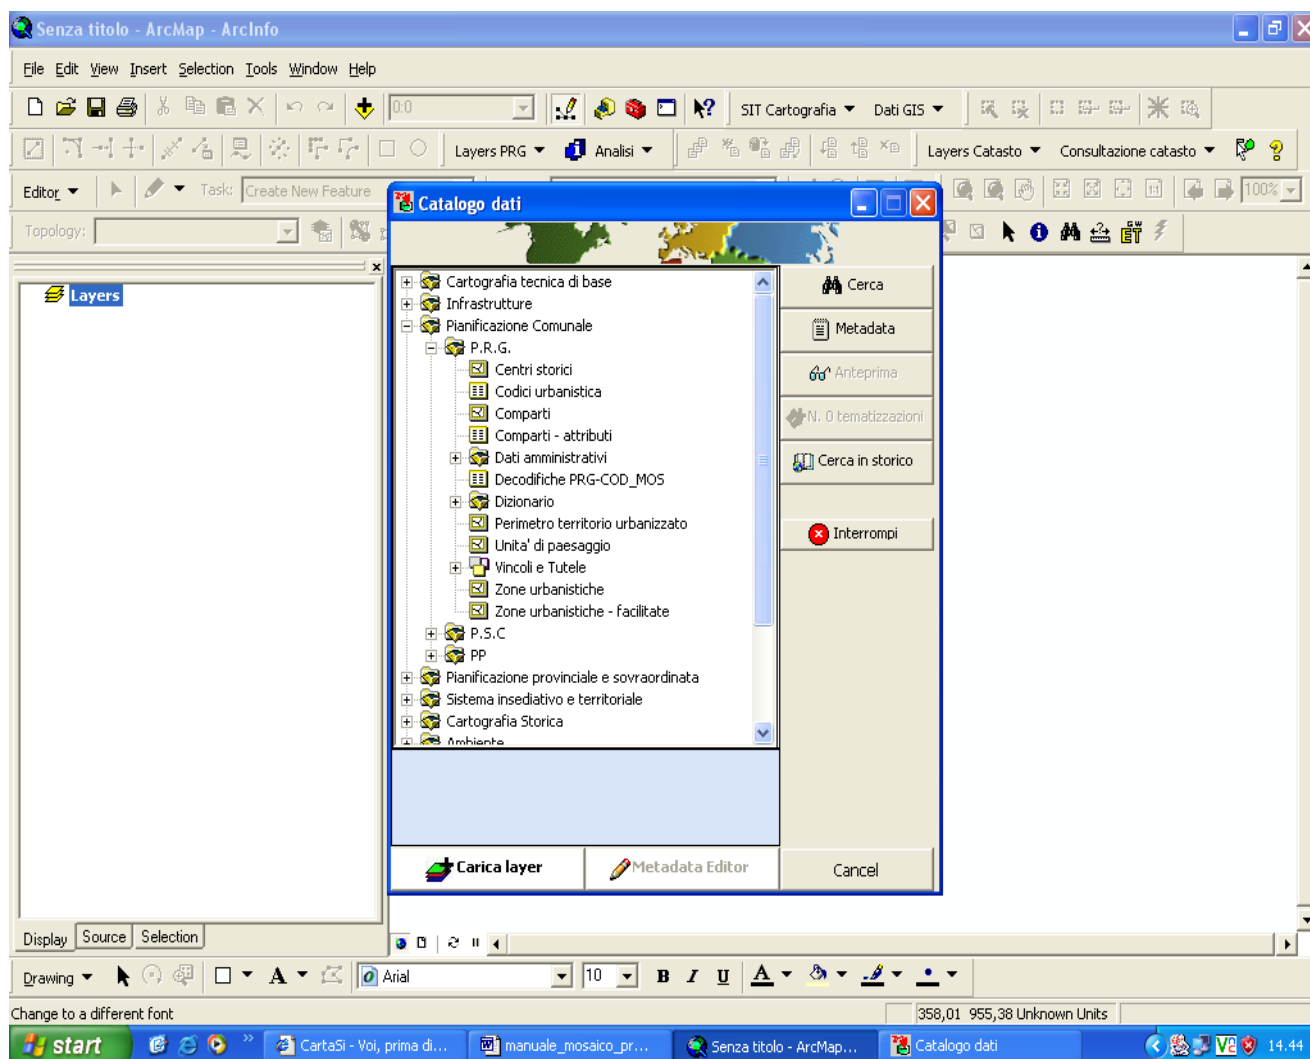 Senza titolo - ArcMap - ArcInfo
File Edit View Insert Selection Tools Window Help
0:0 SIT Cartografia Dati GIS
Layers PRG Analisi Layers Catasto Consultazione catasto
Editor Task: Create New Feature 100%
Topology:
Catalogo dati
Layers
Cartografia tecnica di base
Infrastrutture
Pianificazione Comunale
P.R.G.
Centri storici
Codici urbanistica
Comparti
Comparti - attributi
Dati amministrativi
Decodifiche PRG-COD_MOS
Dizionario
Perimetro territorio urbanizzato
Unita' di paesaggio
Vincoli e Tutele
Zone urbanistiche
Zone urbanistiche - facilitate
P.S.C
PP
Pianificazione provinciale e sovraordinata
Sistema insediativo e territoriale
Cartografia Storica
Ambiente
Cerca
Metadata
Anteprima
N. 0 tematizzazioni
Cerca in storico
Interrompi
Carica layer Metadata Editor Cancel
Display Source Selection
Drawing A Arial 10 B I U A
Change to a different font 358,01 955,38 Unknown Units
start CartaSi - Voi, prima di... manuale_mosaico_pr... Senza titolo - ArcMap... Catalogo dati 14.44